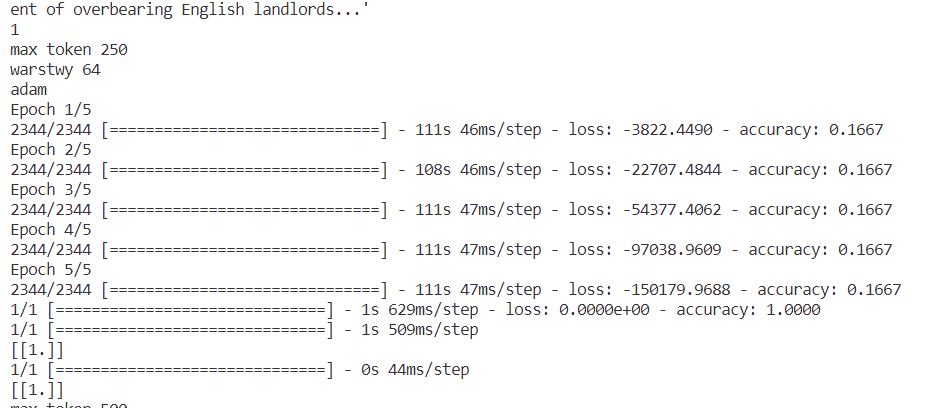 ent of overbearing English landlords...'
1
max token 250
warstwy 64
adam
Epoch 1/5
2344/2344 [==============================] - 111s 46ms/step - loss: -3822.4490 - accuracy: 0.1667
Epoch 2/5
2344/2344 [==============================] - 108s 46ms/step - loss: -22707.4844 - accuracy: 0.1667
Epoch 3/5
2344/2344 [==============================] - 111s 47ms/step - loss: -54377.4062 - accuracy: 0.1667
Epoch 4/5
2344/2344 [==============================] - 111s 47ms/step - loss: -97038.9609 - accuracy: 0.1667
Epoch 5/5
2344/2344 [==============================] - 111s 47ms/step - loss: -150179.9688 - accuracy: 0.1667
1/1 [==============================] - 1s 629ms/step - loss: 0.0000e+00 - accuracy: 1.0000
1/1 [==============================] - 1s 509ms/step
[[1.]]
1/1 [==============================] - 0s 44ms/step
[[1.]]
max token 500